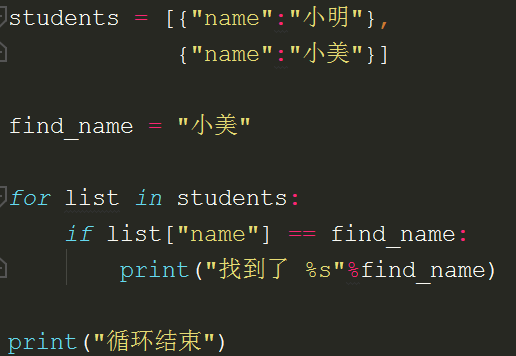 students = [{"name":"小明"},
            {"name":"小美"}]
find_name = "小美"
for list in students:
    if list["name"] == find_name:
        print("找到了 %s"%find_name)
print("循环结束")